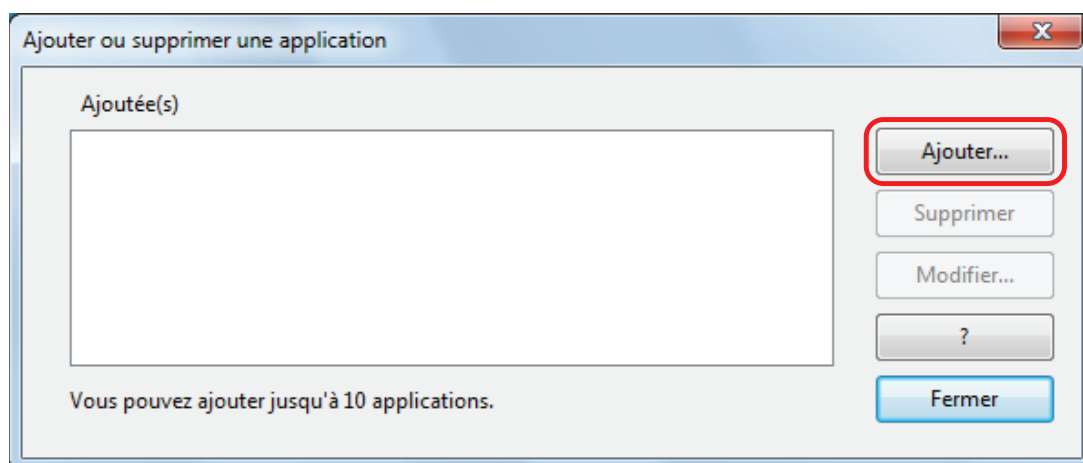 Ajouter ou supprimer une application
Ajoutée(s)
Ajouter...
Supprimer
Modifier...
?
Vous pouvez ajouter jusqu'à 10 applications.
Fermer